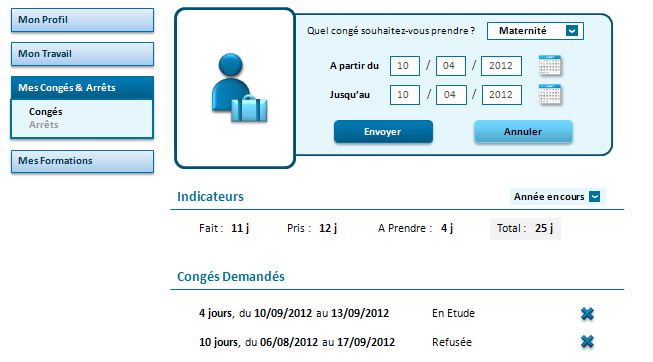 Mon Profil
Mon Travail
Mes Congés & Arrêts
Congés
Arrêts
Mes Formations
Quel congé souhaitez-vous prendre ? Maternité
A partir du 10 / 04 / 2012
Jusqu'au 10 / 04 / 2012
Envoyer Annuler
Indicateurs Année en cours
Fait : 11 j Pris : 12 j A Prendre : 4 j Total : 25 j
Congés Demandés
4 jours, du 10/09/2012 au 13/09/2012 En Etude
10 jours, du 06/08/2012 au 17/09/2012 Refusée